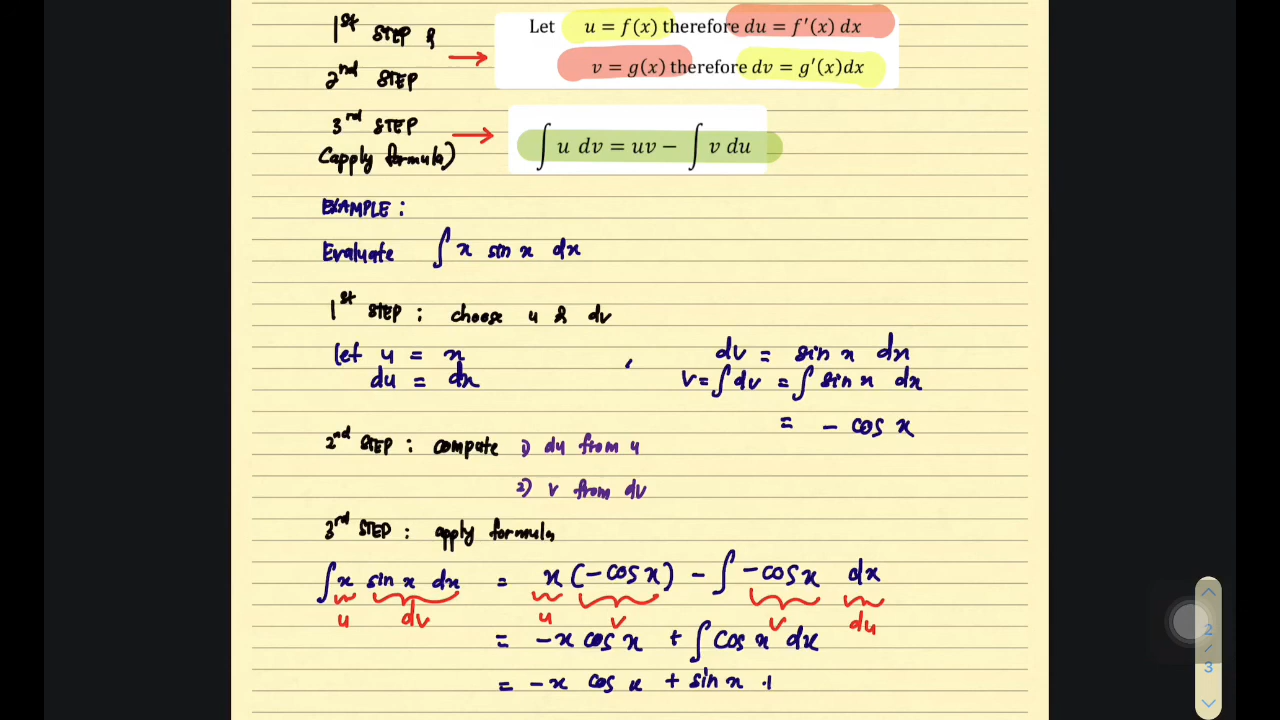 1st STEP &
2nd STEP
Let u = f(x) therefore du = f'(x) dx
v = g(x) therefore dv = g'(x)dx
3rd STEP
(apply formula)
∫ u dv = uv − ∫ v du
EXAMPLE :
Evaluate ∫ x sin x dx
1st STEP : choose u & dv
let u = x , dv = sin x dx
du = dx v = ∫ dv = ∫ sin x dx
= - cos x
2nd STEP : compute 1) du from u
2) v from dv
3rd STEP : apply formula
∫ x sin x dx = x (-cos x) - ∫ -cos x dx
u dv u v v du
= -x cos x + ∫ cos x dx
= -x cos x + sin x
2
/
3